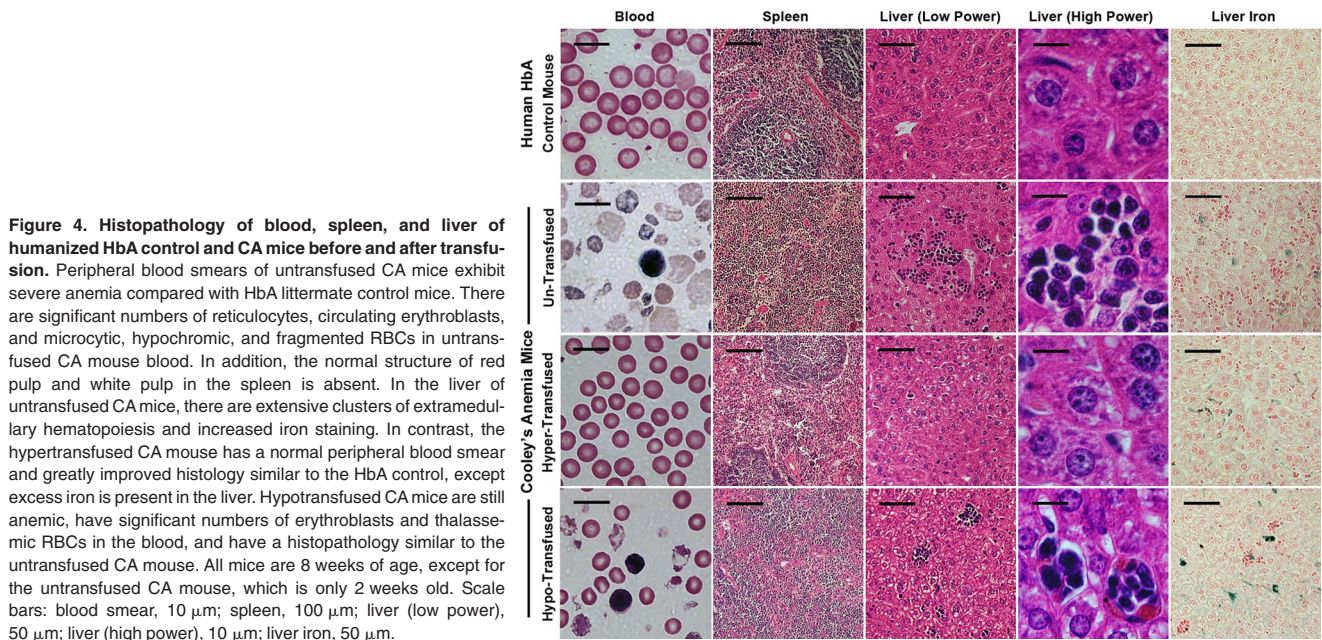 Figure 4. Histopathology of blood, spleen, and liver of
humanized HbA control and CA mice before and after transfu-
sion. Peripheral blood smears of untransfused CA mice exhibit
severe anemia compared with HbA littermate control mice. There
are significant numbers of reticulocytes, circulating erythroblasts,
and microcytic, hypochromic, and fragmented RBCs in untrans-
fused CA mouse blood. In addition, the normal structure of red
pulp and white pulp in the spleen is absent. In the liver of
untransfused CA mice, there are extensive clusters of extramedul-
lary hematopoiesis and increased iron staining. In contrast, the
hypertransfused CA mouse has a normal peripheral blood smear
and greatly improved histology similar to the HbA control, except
excess iron is present in the liver. Hypotransfused CA mice are still
anemic, have significant numbers of erythroblasts and thalasse-
mic RBCs in the blood, and have a histopathology similar to the
untransfused CA mouse. All mice are 8 weeks of age, except for
the untransfused CA mouse, which is only 2 weeks old. Scale
bars: blood smear, 10 μm; spleen, 100 μm; liver (low power),
50 μm; liver (high power), 10 μm; liver iron, 50 μm.
Blood
Spleen
Liver (Low Power)
Liver (High Power)
Liver Iron
Human HbA
Control Mouse
Cooley's Anemia Mice
Un-Transfused
Hyper-Transfused
Hypo-Transfused